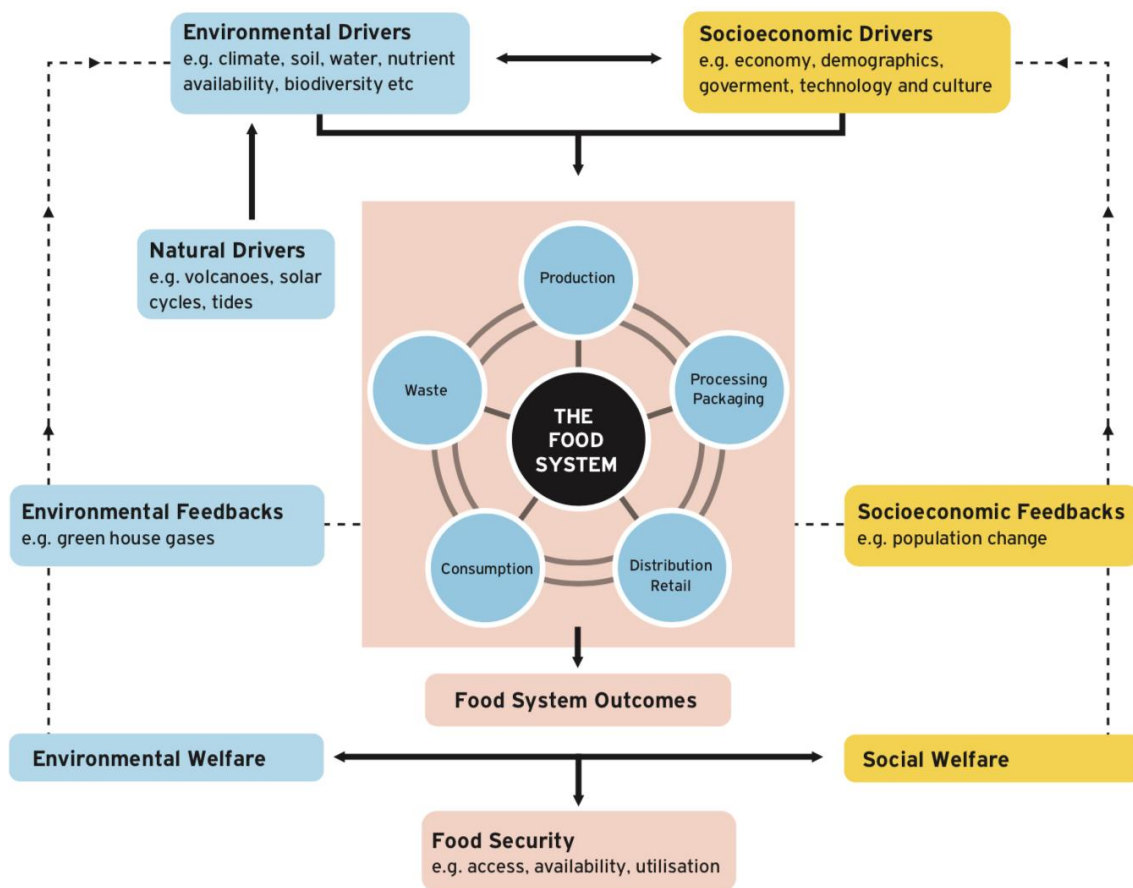 Environmental Drivers
e.g. climate, soil, water, nutrient
availability, biodiversity etc
Socioeconomic Drivers
e.g. economy, demographics,
goverment, technology and culture
Natural Drivers
e.g. volcanoes, solar
cycles, tides
Production
Waste
Processing
Packaging
THE
FOOD
SYSTEM
Environmental Feedbacks
e.g. green house gases
Socioeconomic Feedbacks
e.g. population change
Consumption
Distribution
Retail
Food System Outcomes
Environmental Welfare
Social Welfare
Food Security
e.g. access, availability, utilisation